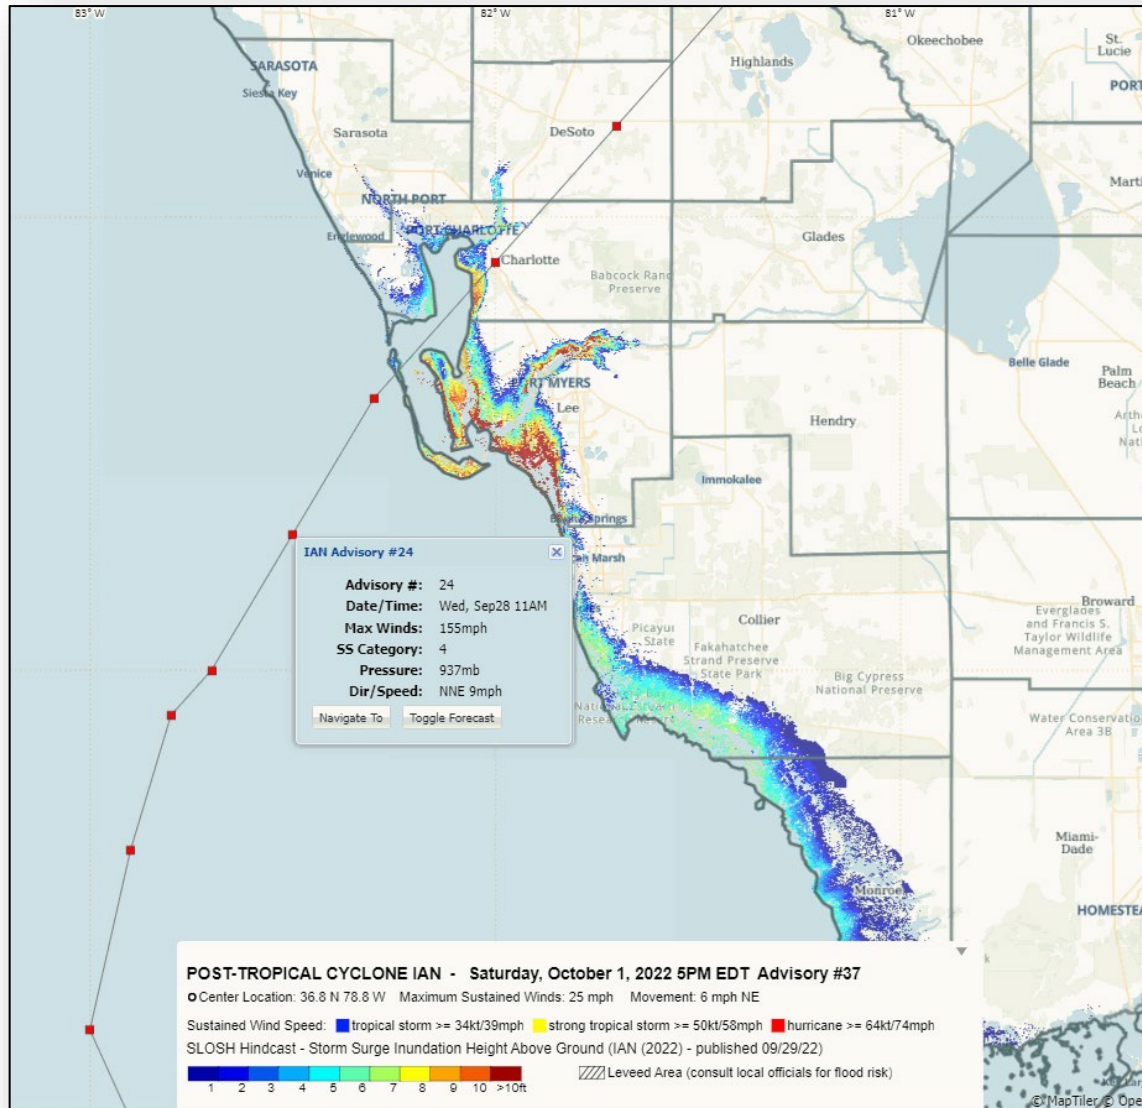 83° W
82° W
81° W
Okeechobee
St.
Lucie
SARASOTA
Highlands
Siesta Key
PORT
Sarasota
DeSoto
Venice
Marti
NORTH PORT
PORT CHARLOTTE
Englewood
Glades
Charlotte
Babcock Ranc
Preserve
Belle Glade
Palm
Beach
FORT MYERS
Lee
Hendry
Immokalee
Springs
IAN Advisory #24
Advisory #: 24
Date/Time: Wed, Sep28 11AM
Max Winds: 155mph
SS Category: 4
Pressure: 937mb
Dir/Speed: NNE 9mph
Navigate To Toggle Forecast
Marsh
Broward
Collier
Everglades
and Francis S.
Taylor Wildlife
Management Area
Picayur
State
Fakahatchee
Strand Preserve
State Park
Big Cypress
National Preserve
Water Conservat
Area 3B
Miami-
Dade
Monroe
HOMESTEA
POST-TROPICAL CYCLONE IAN - Saturday, October 1, 2022 5PM EDT Advisory #37
Center Location: 36.8 N 78.8 W Maximum Sustained Winds: 25 mph Movement: 6 mph NE
Sustained Wind Speed: tropical storm >= 34kt/39mph strong tropical storm >= 50kt/58mph hurricane >= 64kt/74mph
SLOSH Hindcast - Storm Surge Inundation Height Above Ground (IAN (2022) - published 09/29/22)
1 2 3 4 5 6 7 8 9 10 >10ft
Leveed Area (consult local officials for flood risk)
© MapTiler © Ope